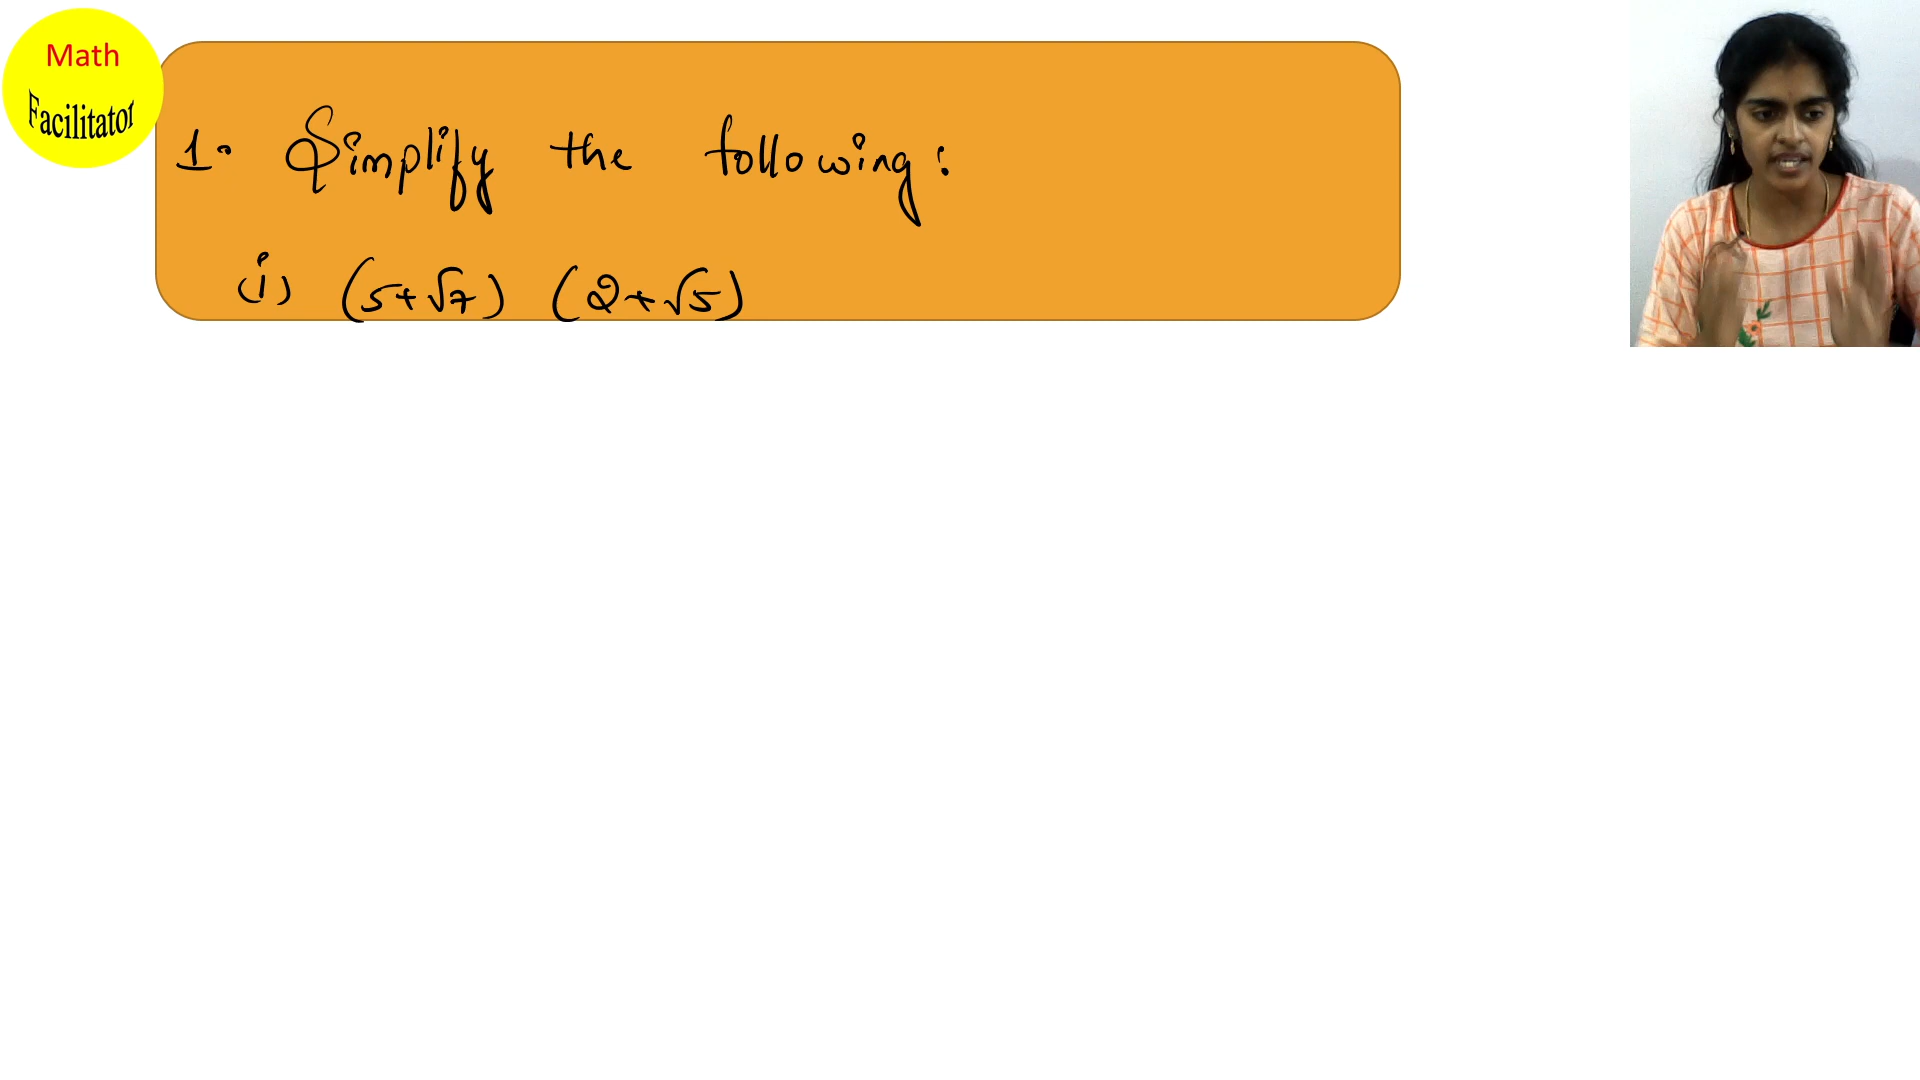 Math
Facilitator
1. Simplify the following:
(i) (5+√7) (2+√5)